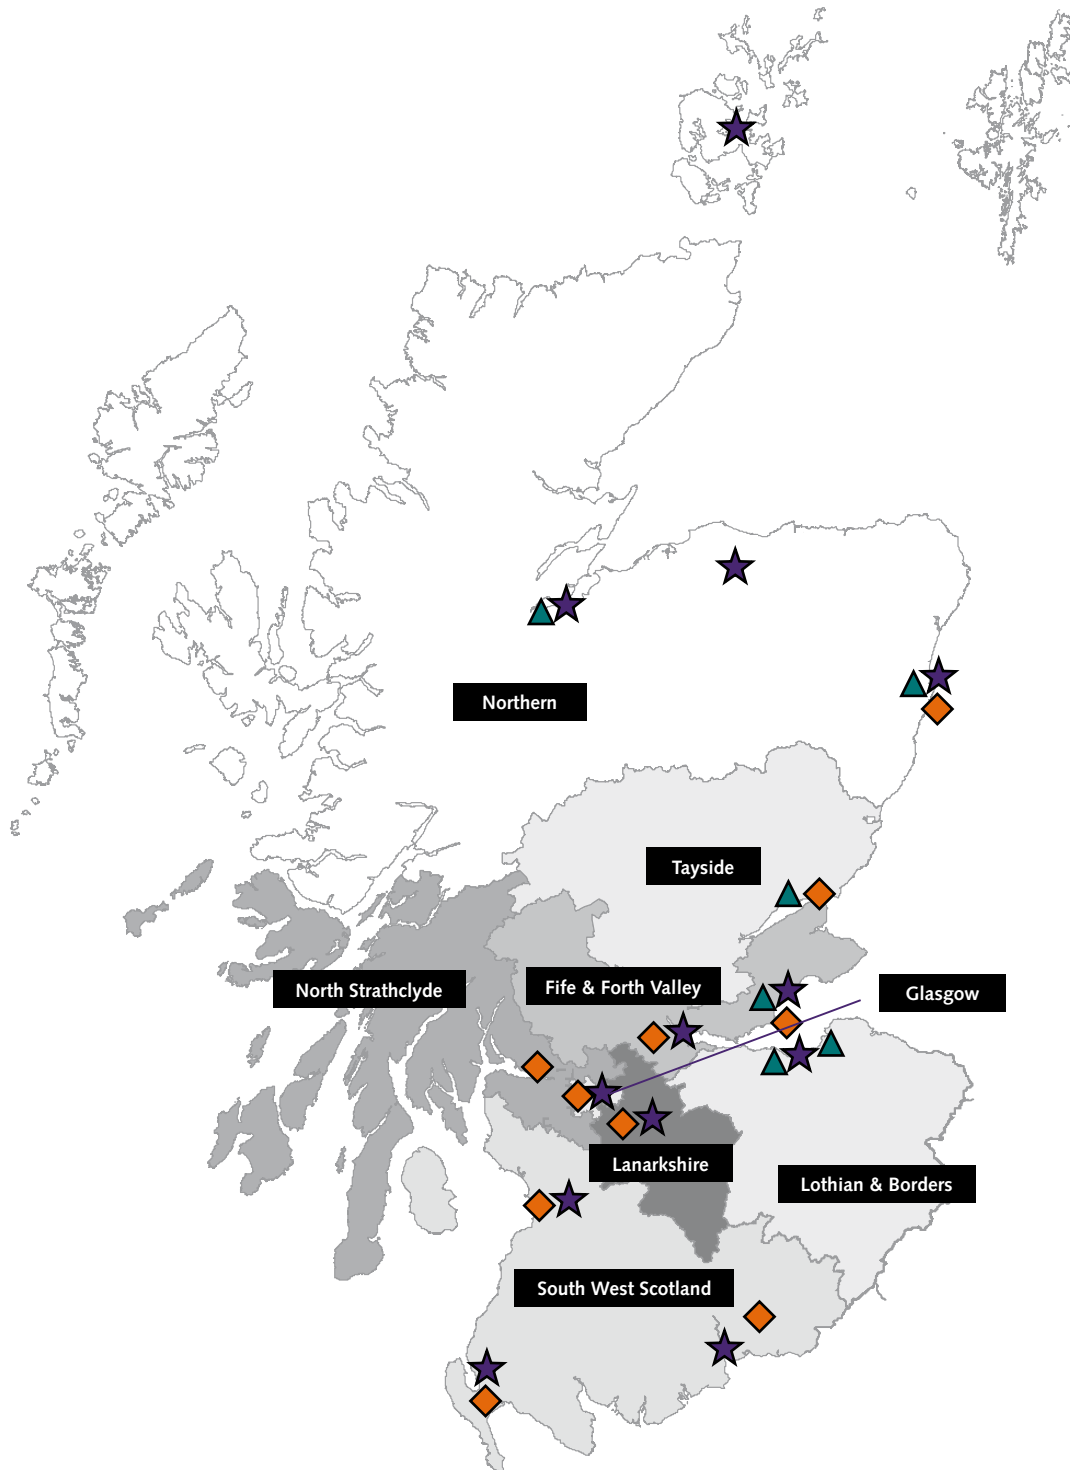 Northern
Tayside
Fife & Forth Valley
Glasgow
North Strathclyde
Lanarkshire
Lothian & Borders
South West Scotland